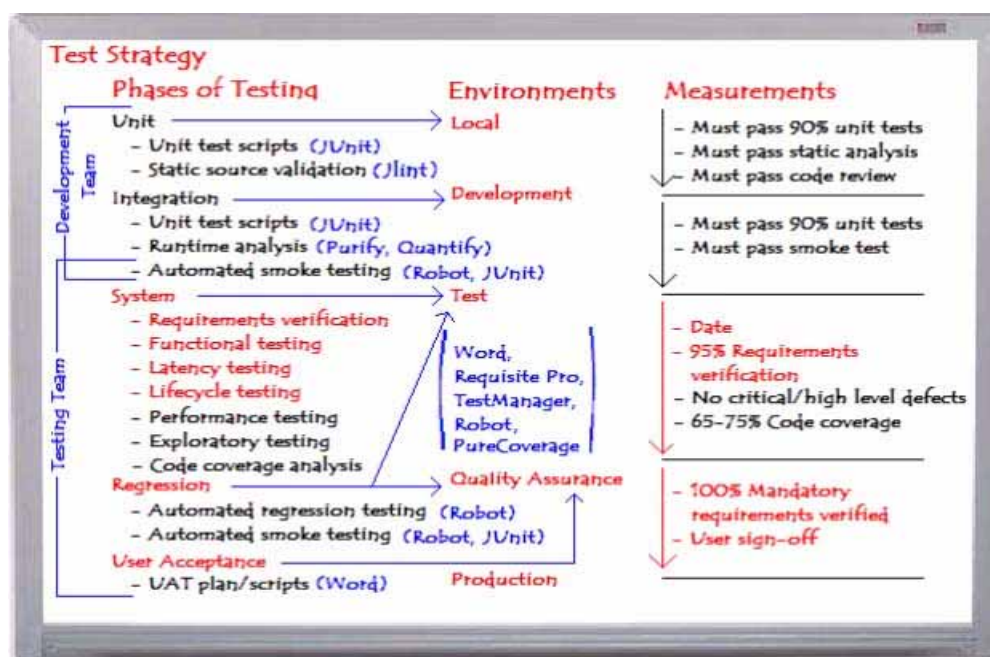 Test Strategy
Phases of Testing Environments Measurements
Development Team
Testing Team
Unit Local
- Unit test scripts (JUnit)
- Static source validation (Jlint)
- Must pass 90% unit tests
- Must pass static analysis
- Must pass code review
Integration Development
- Unit test scripts (JUnit)
- Runtime analysis (Purify, Quantify)
- Automated smoke testing (Robot, JUnit)
- Must pass 90% unit tests
- Must pass smoke test
System Test
- Requirements verification
- Functional testing
- Latency testing
- Lifecycle testing
- Performance testing
- Exploratory testing
- Code coverage analysis
Word,
Requisite Pro,
TestManager,
Robot,
PureCoverage
- Date
- 95% Requirements
verification
- No critical/high level defects
- 65-75% Code coverage
Regression Quality Assurance
- Automated regression testing (Robot)
- Automated smoke testing (Robot, JUnit)
- 100% Mandatory
requirements verified
- User sign-off
User Acceptance
- UAT plan/scripts (Word)
Production